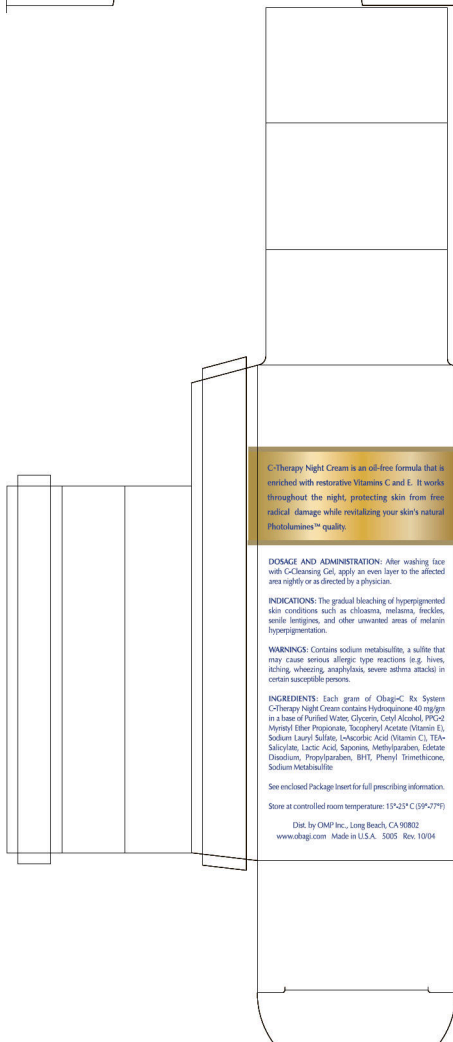 C-Therapy Night Cream is an oil-free formula that is
enriched with restorative Vitamins C and E. It works
throughout the night, protecting skin from free
radical damage while revitalizing your skin's natural
Photolumines™ quality.
DOSAGE AND ADMINISTRATION: After washing face
with C-Cleansing Gel, apply an even layer to the affected
area nightly or as directed by a physician.
INDICATIONS: The gradual bleaching of hyperpigmented
skin conditions such as chloasma, melasma, freckles,
senile lentigines, and other unwanted areas of melanin
hyperpigmentation.
WARNINGS: Contains sodium metabisulfite, a sulfite that
may cause serious allergic type reactions (e.g. hives,
itching, wheezing, anaphylaxis, severe asthma attacks) in
certain susceptible persons.
INGREDIENTS: Each gram of Obagi-C Rx System
C-Therapy Night Cream contains Hydroquinone 40 mg/gm
in a base of Purified Water, Glycerin, Cetyl Alcohol, PPG-2
Myristyl Ether Propionate, Tocopheryl Acetate (Vitamin E),
Sodium Lauryl Sulfate, L-Ascorbic Acid (Vitamin C), TEA-
Salicylate, Lactic Acid, Saponins, Methylparaben, Edetate
Disodium, Propylparaben, BHT, Phenyl Trimethicone,
Sodium Metabisulfite
See enclosed Package Insert for full prescribing information.
Store at controlled room temperature: 15°-25° C (59°-77°F)
Dist. by OMP Inc., Long Beach, CA 90802
www.obagi.com Made in U.S.A. 5005 Rev. 10/04